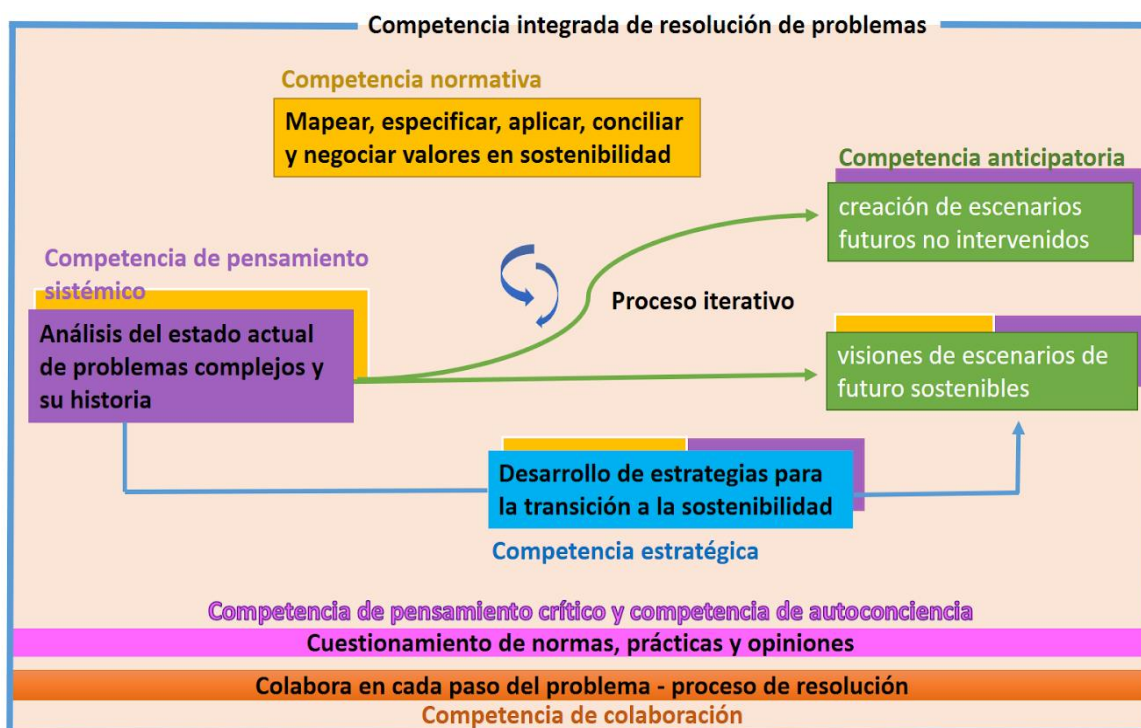 Competencia integrada de resolución de problemas
Competencia normativa
Mapear, especificar, aplicar, conciliar
y negociar valores en sostenibilidad
Competencia anticipatoria
creación de escenarios
futuros no intervenidos
Competencia de pensamiento
sistémico
Proceso iterativo
Análisis del estado actual
de problemas complejos y
su historia
visiones de escenarios de
futuro sostenibles
Desarrollo de estrategias para
la transición a la sostenibilidad
Competencia estratégica
Competencia de pensamiento crítico y competencia de autoconciencia
Cuestionamiento de normas, prácticas y opiniones
Colabora en cada paso del problema - proceso de resolución
Competencia de colaboración